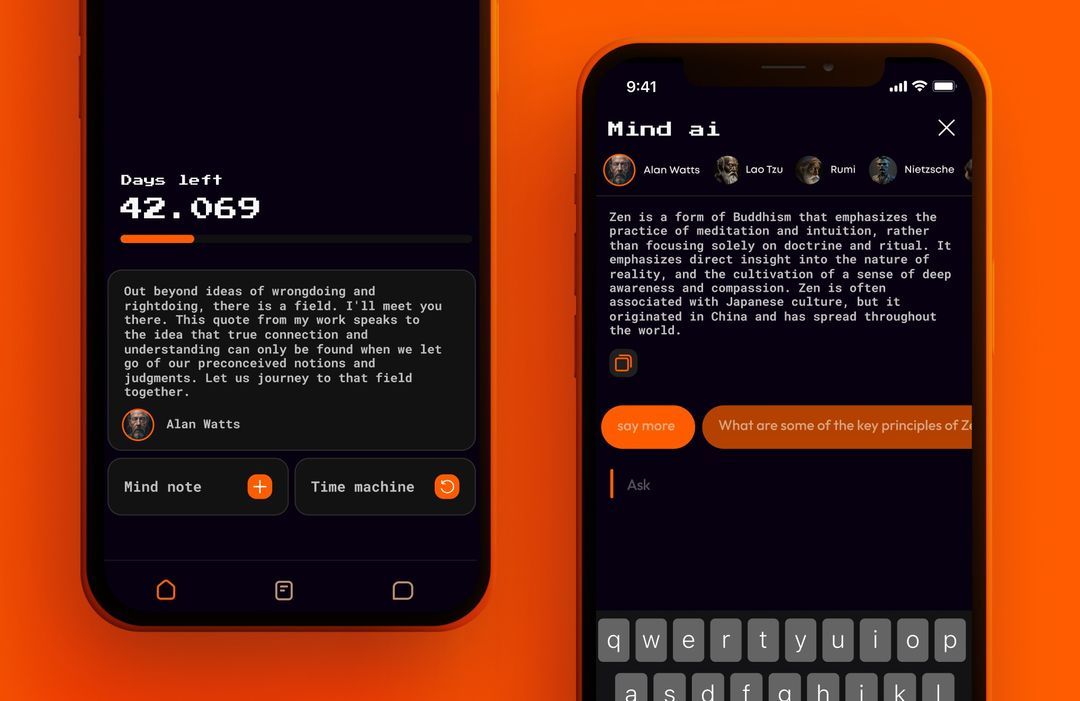 Days left
42.069
Out beyond ideas of wrongdoing and
rightdoing, there is a field. I'll meet you
there. This quote from my work speaks to
the idea that true connection and
understanding can only be found when we let
go of our preconceived notions and
judgments. Let us journey to that field
together.
Alan Watts
Mind note
Time machine
9:41
Mind ai
Alan Watts
Lao Tzu
Rumi
Nietzsche
Zen is a form of Buddhism that emphasizes the
practice of meditation and intuition, rather
than focusing solely on doctrine and ritual. It
emphasizes direct insight into the nature of
reality, and the cultivation of a sense of deep
awareness and compassion. Zen is often
associated with Japanese culture, but it
originated in China and has spread throughout
the world.
say more
What are some of the key principles of Ze
Ask
q w e r t y u i o p
a s d f g h j k l